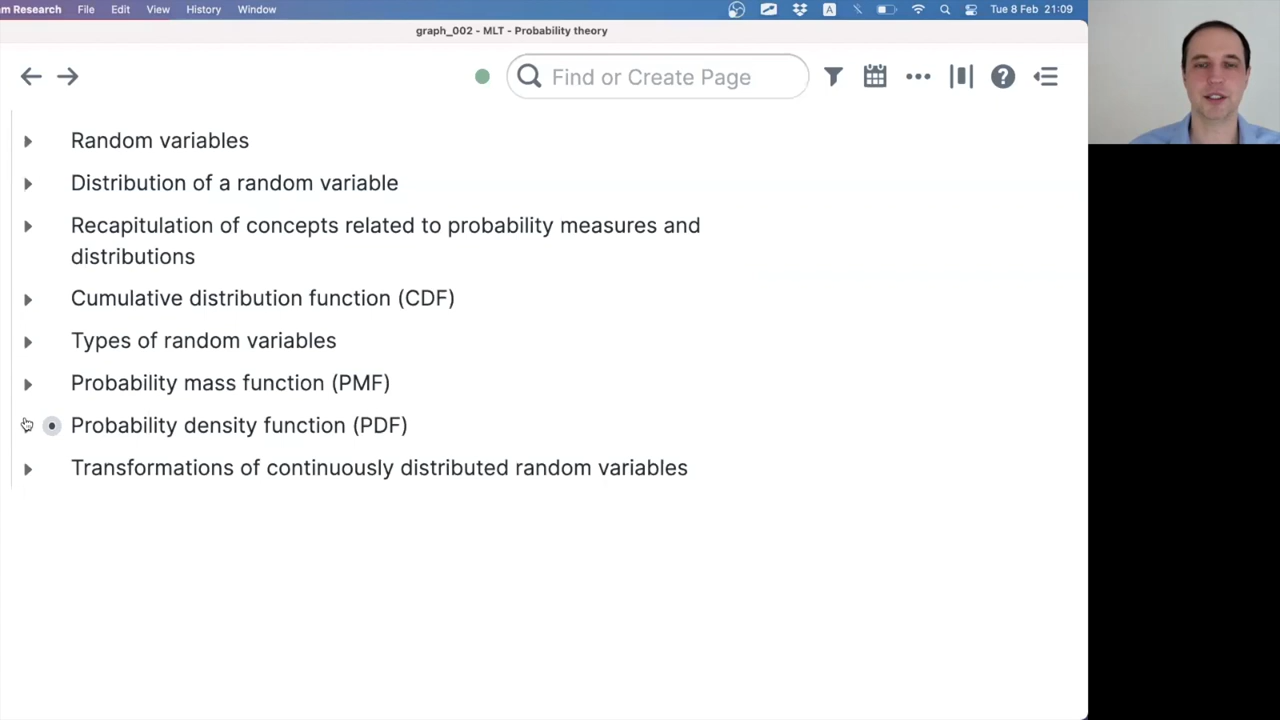 am Research File Edit View History Window A Tue 8 Feb 21:09
graph_002 - MLT - Probability theory
Find or Create Page
Random variables
Distribution of a random variable
Recapitulation of concepts related to probability measures and
distributions
Cumulative distribution function (CDF)
Types of random variables
Probability mass function (PMF)
Probability density function (PDF)
Transformations of continuously distributed random variables